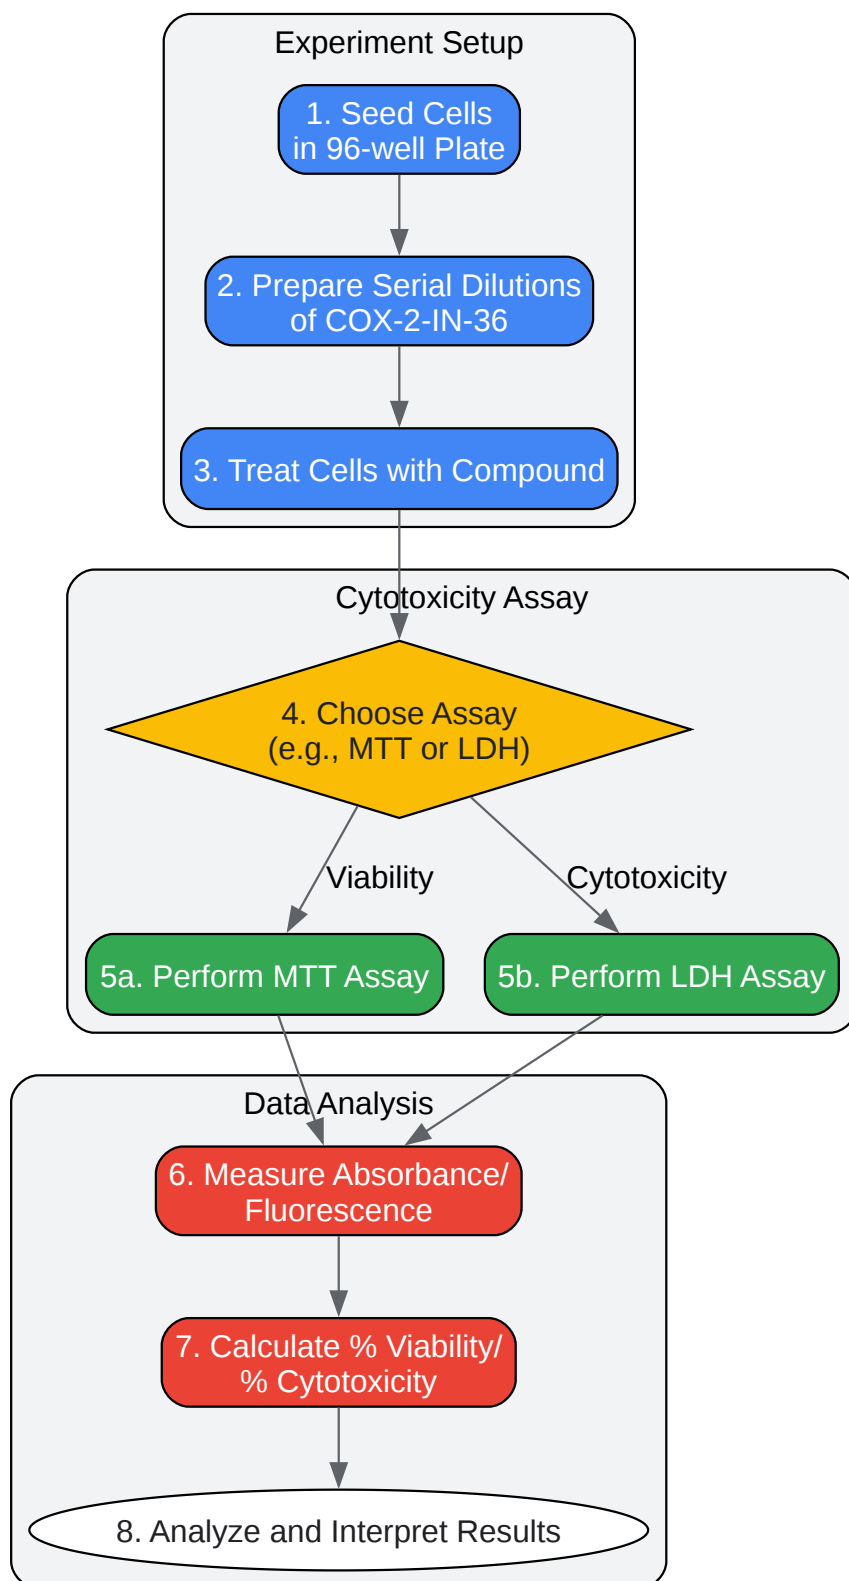 Experiment Setup
1. Seed Cells
in 96-well Plate
2. Prepare Serial Dilutions
of COX-2-IN-36
3. Treat Cells with Compound
Cytotoxicity Assay
4. Choose Assay
(e.g., MTT or LDH)
Viability
Cytotoxicity
5a. Perform MTT Assay
5b. Perform LDH Assay
Data Analysis
6. Measure Absorbance/
Fluorescence
7. Calculate % Viability/
% Cytotoxicity
8. Analyze and Interpret Results